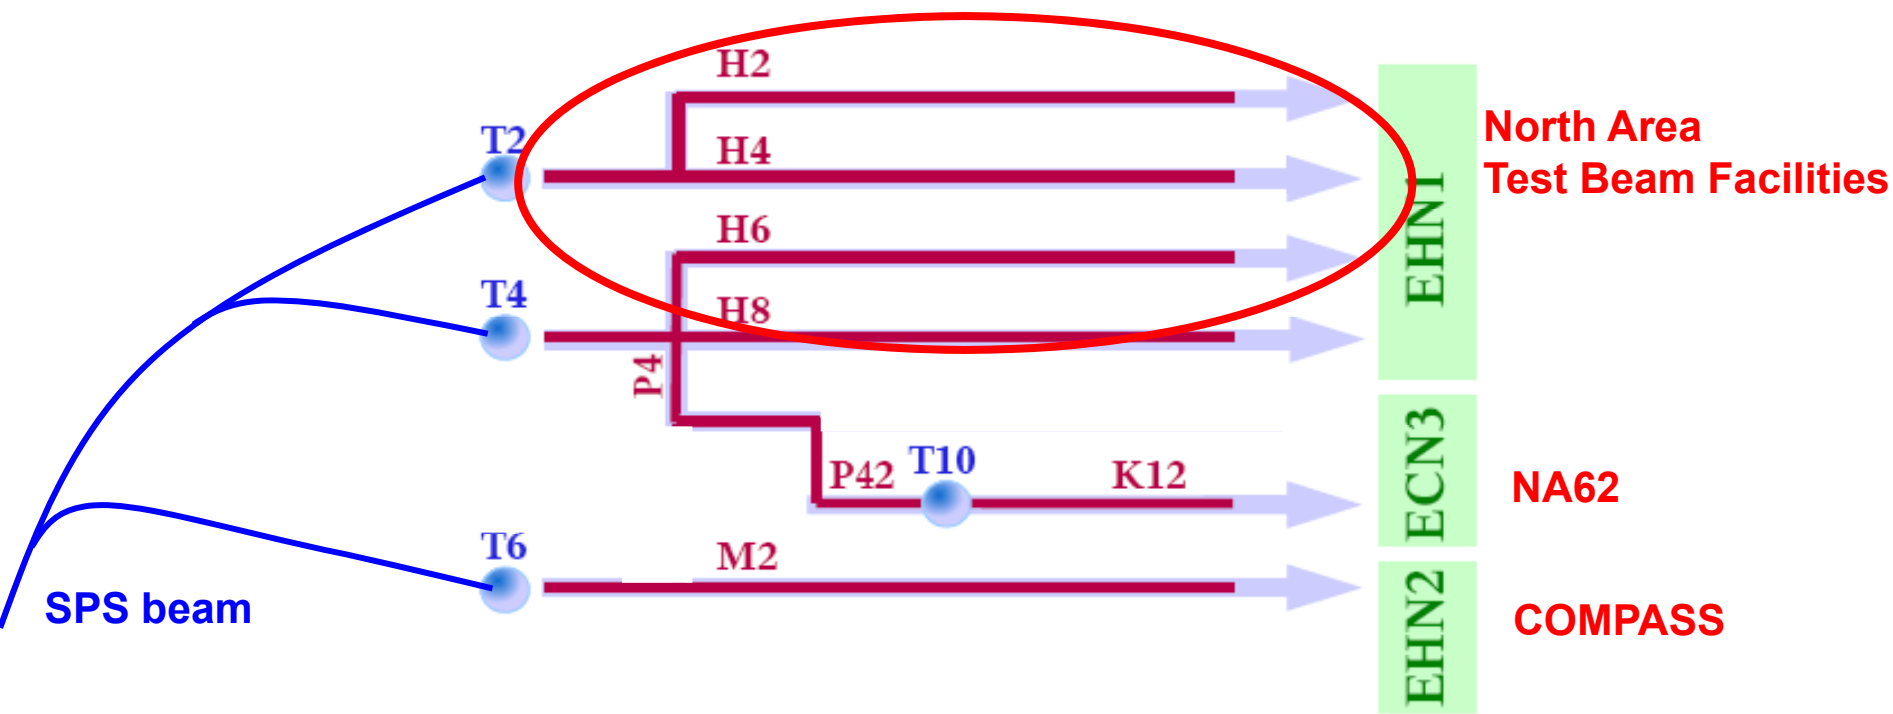 H2
T2
H4
North Area
Test Beam Facilities
EHN1
H6
T4
H8
P4
P42
T10
K12
ECN3
NA62
T6
M2
SPS beam
EHN2
COMPASS